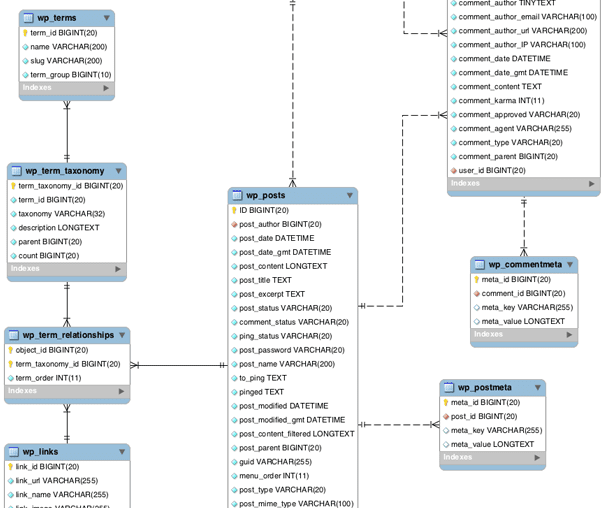 wp_terms
term_id BIGINT(20)
name VARCHAR(200)
slug VARCHAR(200)
term_group BIGINT(10)
Indexes
wp_term_taxonomy
term_taxonomy_id BIGINT(20)
term_id BIGINT(20)
taxonomy VARCHAR(32)
description LONGTEXT
parent BIGINT(20)
count BIGINT(20)
Indexes
wp_term_relationships
object_id BIGINT(20)
term_taxonomy_id BIGINT(20)
term_order INT(11)
Indexes
wp_links
link_id BIGINT(20)
link_url VARCHAR(255)
link_name VARCHAR(255)
link_image VARCHAR(255)
wp_posts
ID BIGINT(20)
post_author BIGINT(20)
post_date DATETIME
post_date_gmt DATETIME
post_content LONGTEXT
post_title TEXT
post_excerpt TEXT
post_status VARCHAR(20)
comment_status VARCHAR(20)
ping_status VARCHAR(20)
post_password VARCHAR(20)
post_name VARCHAR(200)
to_ping TEXT
pinged TEXT
post_modified DATETIME
post_modified_gmt DATETIME
post_content_filtered LONGTEXT
post_parent BIGINT(20)
guid VARCHAR(255)
menu_order INT(11)
post_type VARCHAR(20)
post_mime_type VARCHAR(100)
comment_author TINYTEXT
comment_author_email VARCHAR(100)
comment_author_url VARCHAR(200)
comment_author_IP VARCHAR(100)
comment_date DATETIME
comment_date_gmt DATETIME
comment_content TEXT
comment_karma INT(11)
comment_approved VARCHAR(20)
comment_agent VARCHAR(255)
comment_type VARCHAR(20)
comment_parent BIGINT(20)
user_id BIGINT(20)
Indexes
wp_commentmeta
meta_id BIGINT(20)
comment_id BIGINT(20)
meta_key VARCHAR(255)
meta_value LONGTEXT
Indexes
wp_postmeta
meta_id BIGINT(20)
post_id BIGINT(20)
meta_key VARCHAR(255)
meta_value LONGTEXT
Indexes